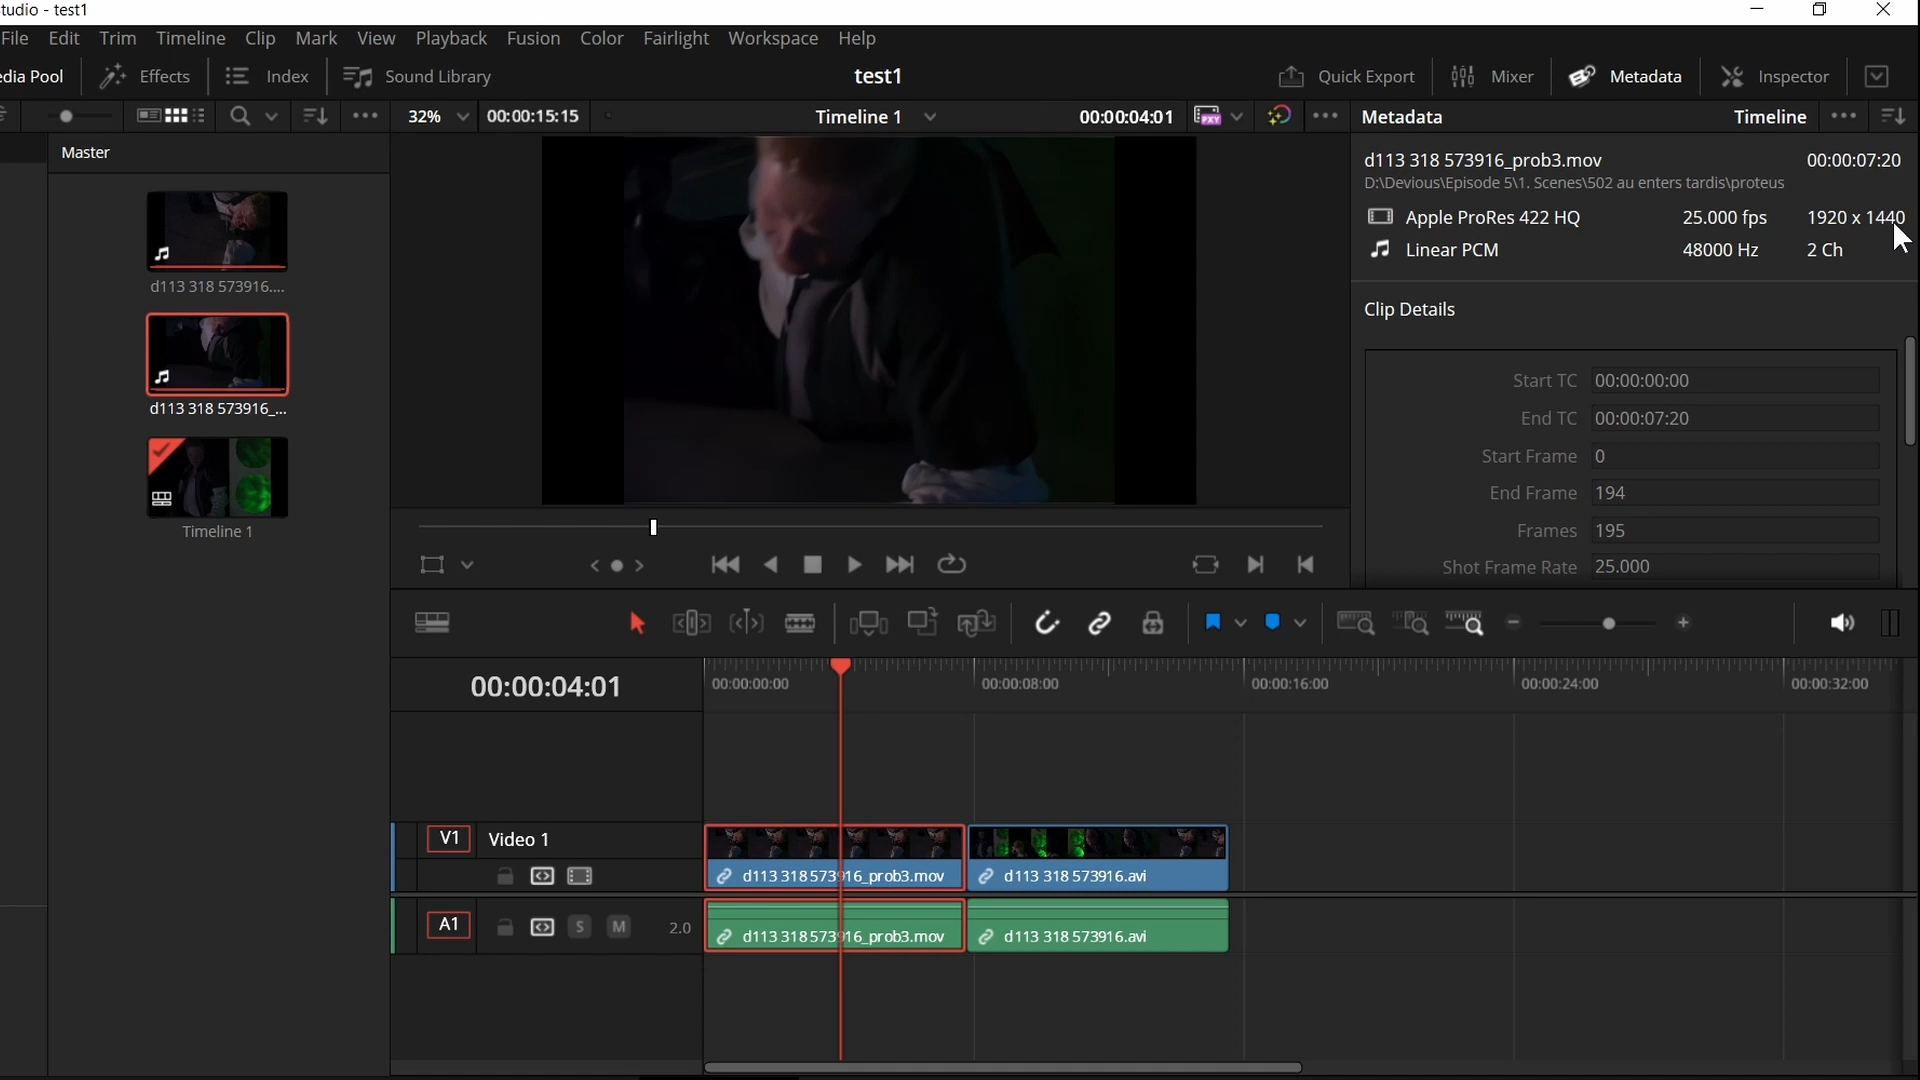 tudio - test1
File Edit Trim Timeline Clip Mark View Playback Fusion Color Fairlight Workspace Help
edia Pool Effects Index Sound Library test1 Quick Export Mixer Metadata Inspector
32% 00:00:15:15 Timeline 1 00:00:04:01 PXY Metadata Timeline
Master
d113 318 573916_prob3.mov 00:00:07:20
D:\Devious\Episode 5\1. Scenes\502 au enters tardis\proteus
Apple ProRes 422 HQ 25.000 fps 1920 x 1440
Linear PCM 48000 Hz 2 Ch
d113 318 573916....
Clip Details
Start TC 00:00:00:00
d113 318 573916_...
End TC 00:00:07:20
Start Frame 0
End Frame 194
Timeline 1
Frames 195
Shot Frame Rate 25.000
00:00:04:01
00:00:00:00 00:00:08:00 00:00:16:00 00:00:24:00 00:00:32:00
V1 Video 1
d113 318 573916_prob3.mov d113 318 573916.avi
A1 S M 2.0
d113 318 573916_prob3.mov d113 318 573916.avi